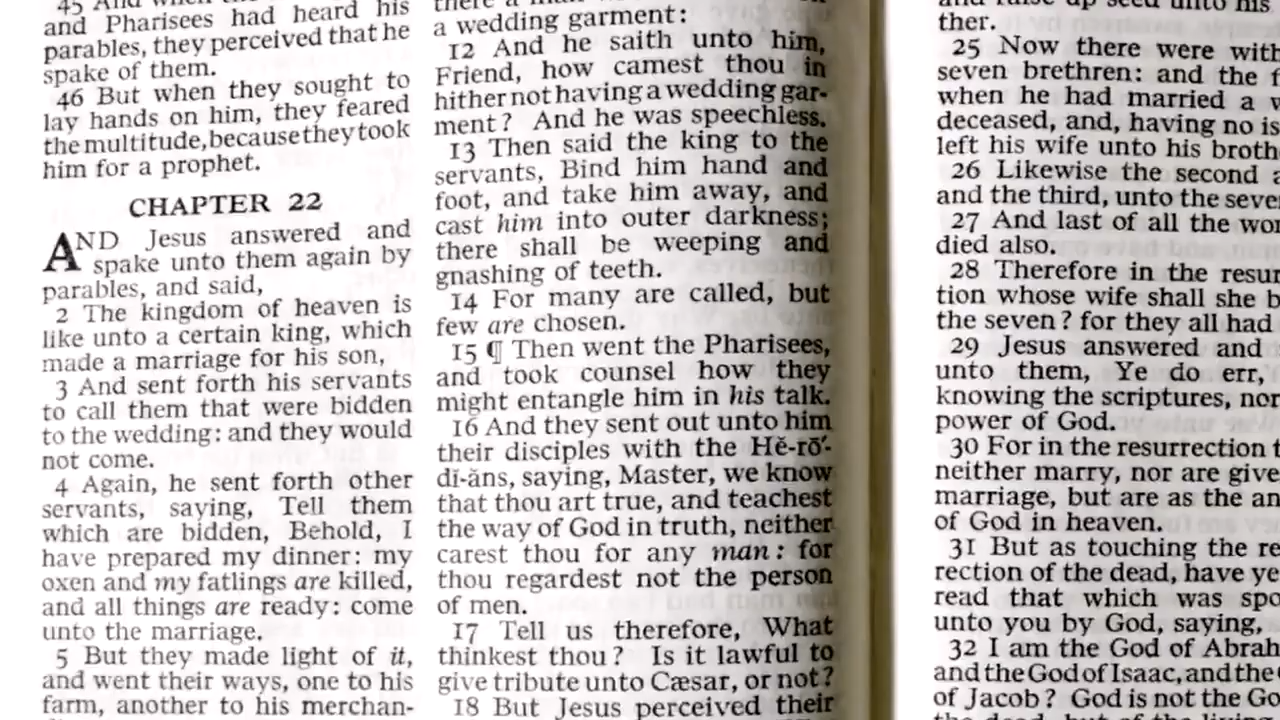 45 And when the
and Pharisees had heard his
parables, they perceived that he
spake of them.
46 But when they sought to
lay hands on him, they feared
the multitude, because they took
him for a prophet.
CHAPTER 22
AND Jesus answered and
spake unto them again by
parables, and said,
2 The kingdom of heaven is
like unto a certain king, which
made a marriage for his son,
3 And sent forth his servants
to call them that were bidden
to the wedding: and they would
not come.
4 Again, he sent forth other
servants, saying, Tell them
which are bidden, Behold, I
have prepared my dinner: my
oxen and my fatlings are killed,
and all things are ready: come
unto the marriage.
5 But they made light of it,
and went their ways, one to his
farm, another to his merchan-
there a man
a wedding garment:
12 And he saith unto him,
Friend, how camest thou in
hither not having a wedding gar-
ment? And he was speechless.
13 Then said the king to the
servants, Bind him hand and
foot, and take him away, and
cast him into outer darkness;
there shall be weeping and
gnashing of teeth.
14 For many are called, but
few are chosen.
15 ¶ Then went the Pharisees,
and took counsel how they
might entangle him in his talk.
16 And they sent out unto him
their disciples with the Hĕ-rō´-
dĭ-ăns, saying, Master, we know
that thou art true, and teachest
the way of God in truth, neither
carest thou for any man: for
thou regardest not the person
of men.
17 Tell us therefore, What
thinkest thou? Is it lawful to
give tribute unto Cæsar, or not?
18 But Jesus perceived their
and raise up seed unto his
ther.
25 Now there were with
seven brethren: and the f
when he had married a w
deceased, and, having no is
left his wife unto his broth
26 Likewise the second a
and the third, unto the seve
27 And last of all the wo
died also.
28 Therefore in the resur
tion whose wife shall she b
the seven? for they all had
29 Jesus answered and
unto them, Ye do err,
knowing the scriptures, nor
power of God.
30 For in the resurrection t
neither marry, nor are give
marriage, but are as the an
of God in heaven.
31 But as touching the re
rection of the dead, have ye
read that which was spo
unto you by God, saying,
32 I am the God of Abrah
and the God of Isaac, and the
of Jacob? God is not the Go